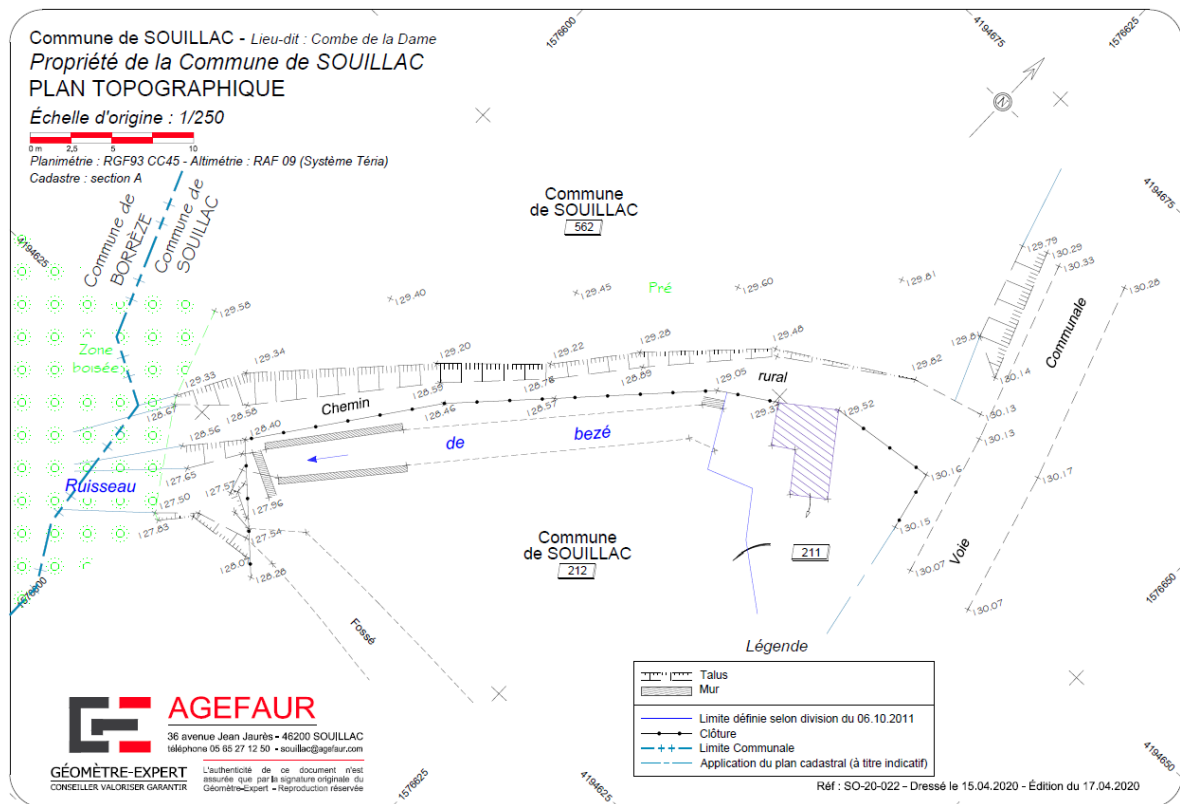 Commune de SOUILLAC - Lieu-dit : Combe de la Dame
Propriété de la Commune de SOUILLAC
PLAN TOPOGRAPHIQUE
Échelle d'origine : 1/250
0 m 2,5 5 10
Planimétrie : RGF93 CC45 - Altimétrie : RAF 09 (Système Téria)
Cadastre : section A
1576600
4194675
1576625
N
4194675
4194625
Commune de
BORRÈZE
Commune de
SOUILLAC
Commune
de SOUILLAC
562
Pré
129.58
129.40
129.45
129.60
129.81
129.79
130.29
130.33
130.28
Zone
boisée
129.33
129.34
129.20
129.22
129.28
129.48
129.82
130.14
Communale
128.67
128.58
128.59
128.78
128.89
129.05
129.37
129.52
130.13
130.13
Chemin
rural
128.56
128.40
128.46
128.57
130.16
130.17
Ruisseau
de
bezé
127.65
127.57
127.96
127.50
127.83
127.54
128.28
130.15
130.07
130.07
Voie
Commune
de SOUILLAC
212
211
1576600
1576650
Fossé
Légende
Talus
Mur
Limite définie selon division du 06.10.2011
Clôture
Limite Communale
Application du plan cadastral (à titre indicatif)
AGEFAUR
36 avenue Jean Jaurès - 46200 SOUILLAC
téléphone 05 65 27 12 50 - souillac@agefaur.com
GÉOMÈTRE-EXPERT
CONSEILLER VALORISER GARANTIR
L'authenticité de ce document n'est
assurée que par la signature originale du
Géomètre-Expert - Reproduction réservée
1576625
4194625
4194650
Réf : SO-20-022 - Dressé le 15.04.2020 - Édition du 17.04.2020